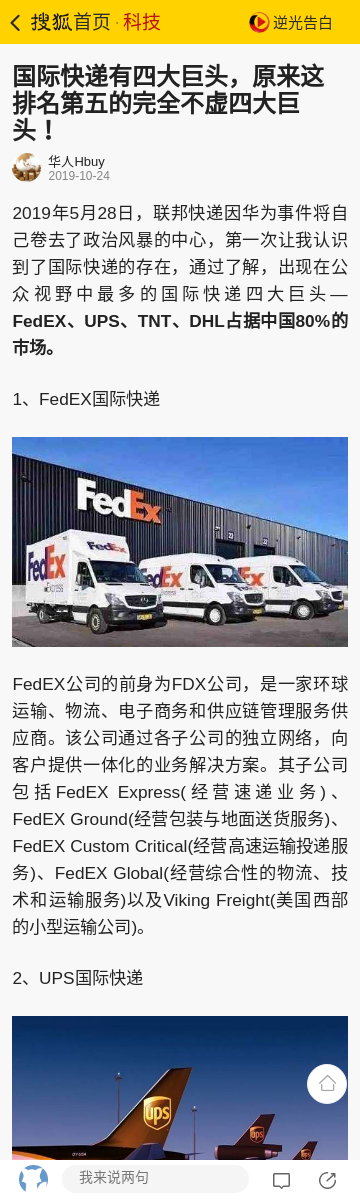 搜狐首页 · 科技
逆光告白
国际快递有四大巨头，原来这
排名第五的完全不虚四大巨
头！
华人Hbuy
2019-10-24
2019年5月28日，联邦快递因华为事件将自
己卷去了政治风暴的中心，第一次让我认识
到了国际快递的存在，通过了解，出现在公
众视野中最多的国际快递四大巨头—
FedEX、UPS、TNT、DHL占据中国80%的
市场。
1、FedEX国际快递
FedEx
FedEx
FedEx
Express
FedEx
FedEx
FedEX公司的前身为FDX公司，是一家环球
运输、物流、电子商务和供应链管理服务供
应商。该公司通过各子公司的独立网络，向
客户提供一体化的业务解决方案。其子公司
包括FedEX Express(经营速递业务)、
FedEX Ground(经营包装与地面送货服务)、
FedEX Custom Critical(经营高速运输投递服
务)、FedEX Global(经营综合性的物流、技
术和运输服务)以及Viking Freight(美国西部
的小型运输公司)。
2、UPS国际快递
ups
ups
我来说两句